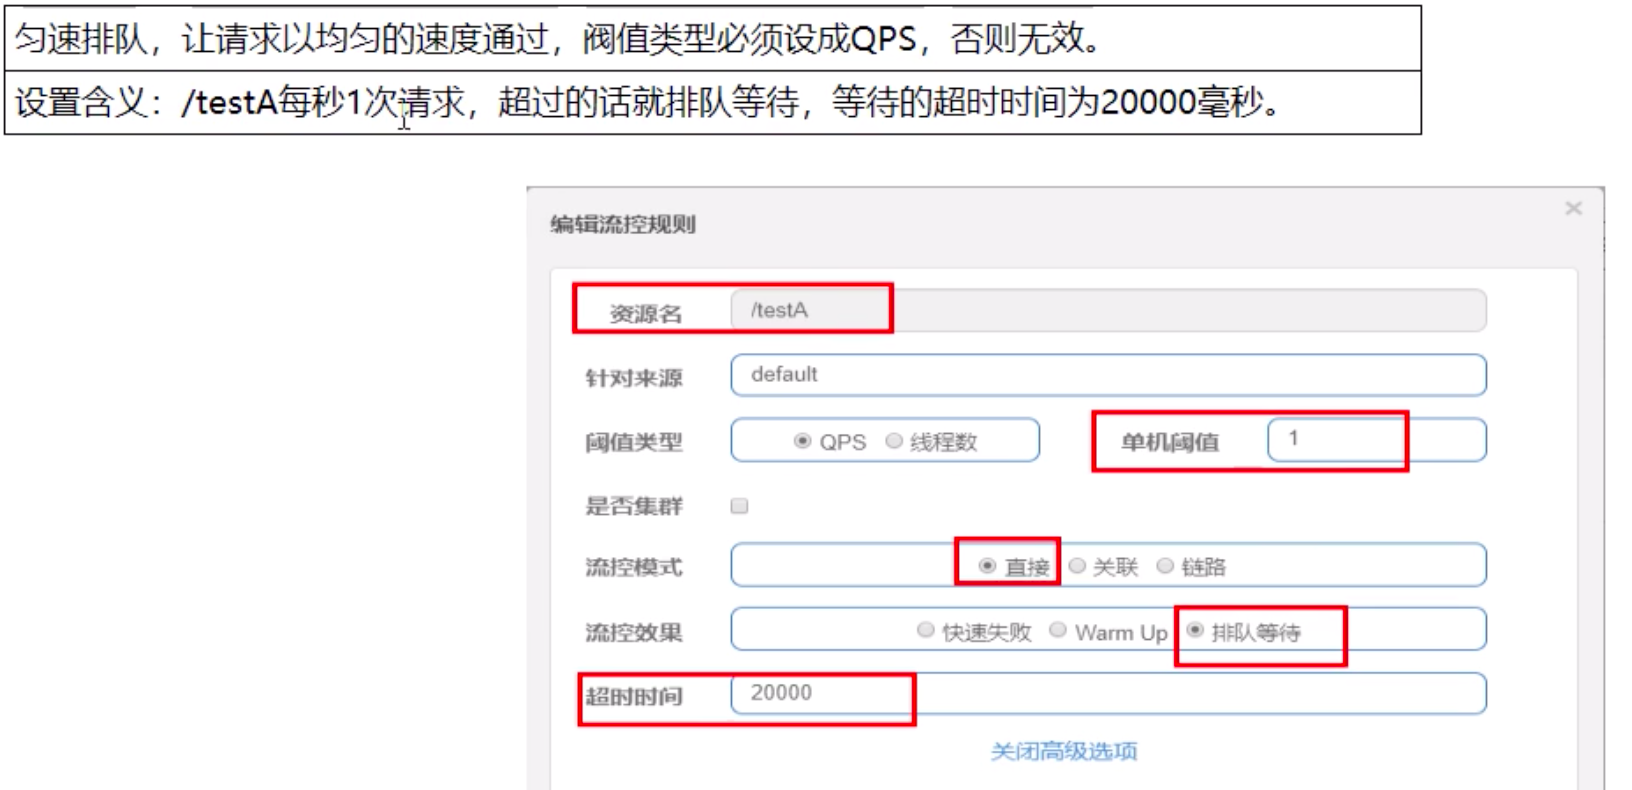 匀速排队，让请求以均匀的速度通过，阀值类型必须设成QPS，否则无效。
设置含义：/testA每秒1次请求，超过的话就排队等待，等待的超时时间为20000毫秒。
编辑流控规则 ×
资源名 /testA
针对来源 default
阈值类型 QPS 线程数 单机阈值 1
是否集群
流控模式 直接 关联 链路
流控效果 快速失败 Warm Up 排队等待
超时时间 20000
关闭高级选项